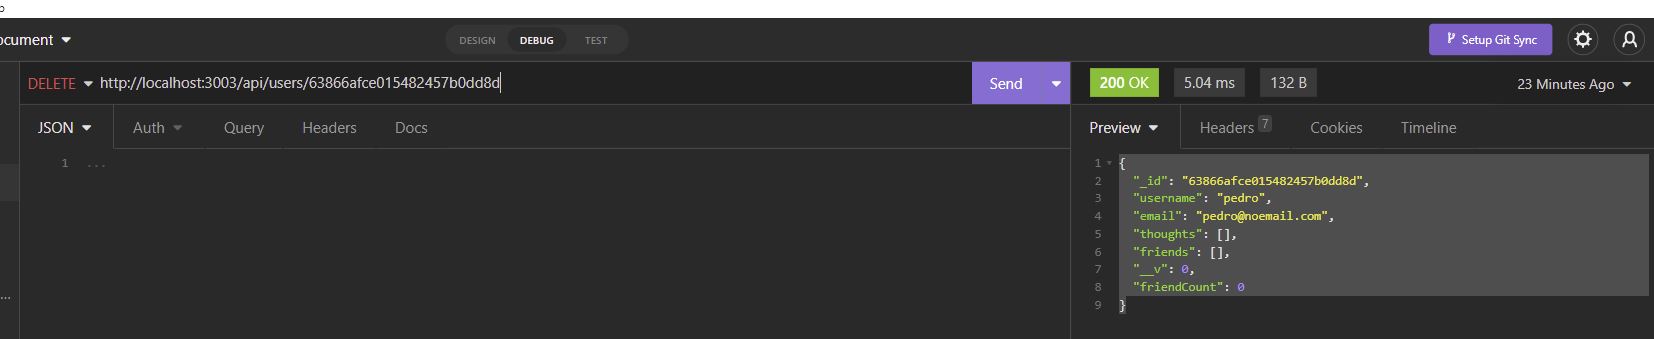 ocument
DESIGN DEBUG TEST
Setup Git Sync
DELETE http://localhost:3003/api/users/63866afce015482457b0dd8d Send
200 OK 5.04 ms 132 B 23 Minutes Ago
JSON Auth Query Headers Docs
Preview Headers 7 Cookies Timeline
1 ...
1 {
2 "_id": "63866afce015482457b0dd8d",
3 "username": "pedro",
4 "email": "pedro@noemail.com",
5 "thoughts": [],
6 "friends": [],
7 "__v": 0,
8 "friendCount": 0
9 }
...